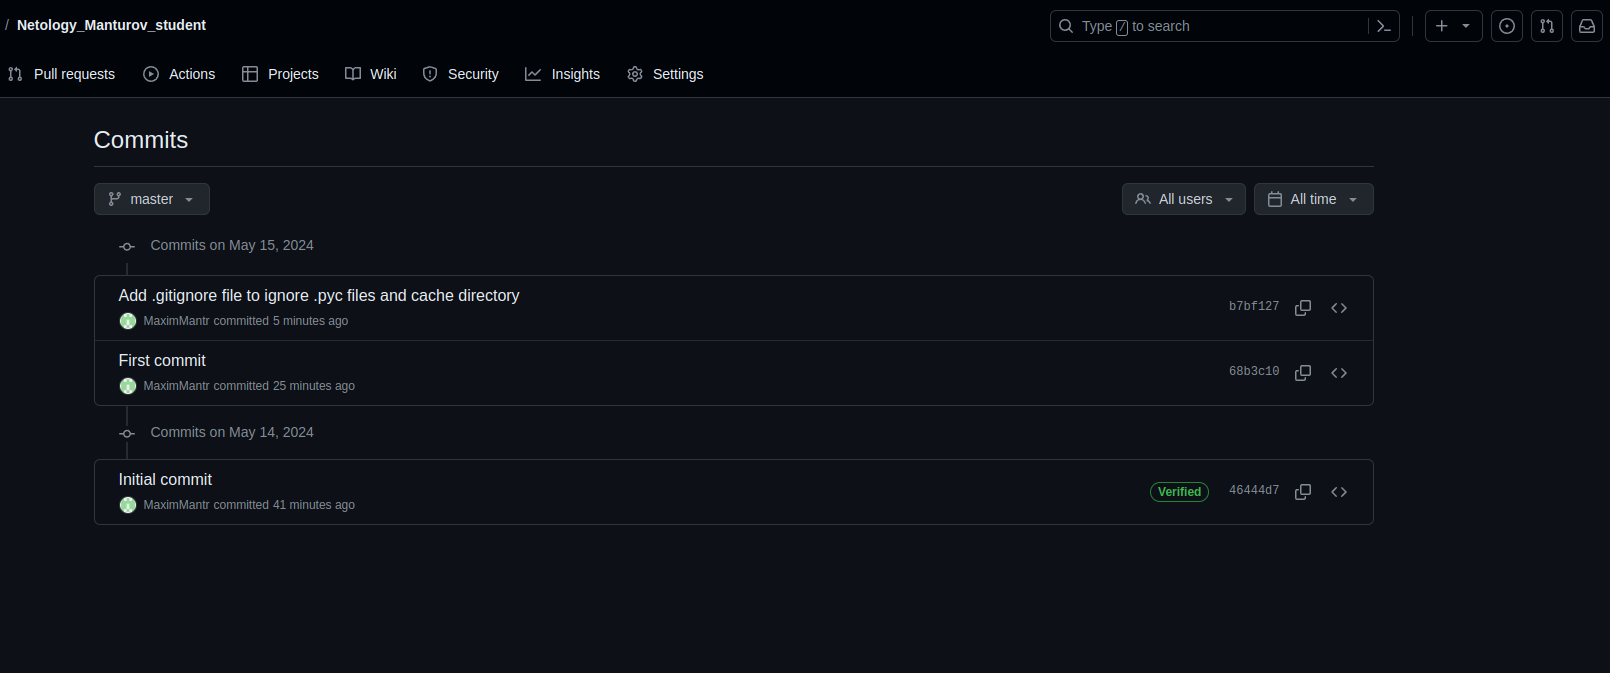 / Netology_Manturov_student
Type / to search
Pull requests Actions Projects Wiki Security Insights Settings
Commits
master All users All time
Commits on May 15, 2024
Add .gitignore file to ignore .pyc files and cache directory
b7bf127
MaximMantr committed 5 minutes ago
First commit
68b3c10
MaximMantr committed 25 minutes ago
Commits on May 14, 2024
Initial commit
Verified 46444d7
MaximMantr committed 41 minutes ago